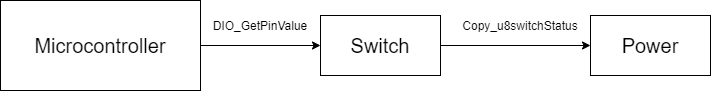 Microcontroller
DIO_GetPinValue
Switch
Copy_u8switchStatus
Power